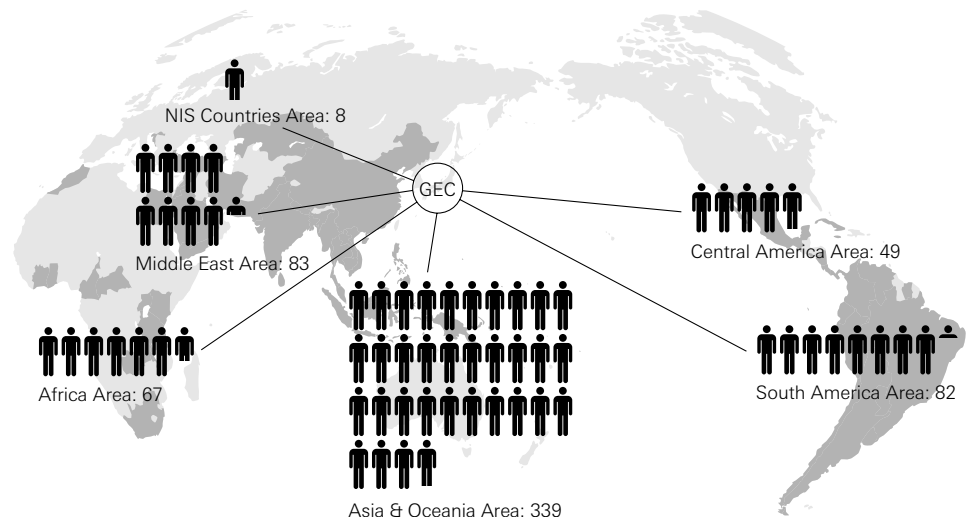 NIS Countries Area: 8
GEC
Middle East Area: 83
Central America Area: 49
Africa Area: 67
South America Area: 82
Asia & Oceania Area: 339